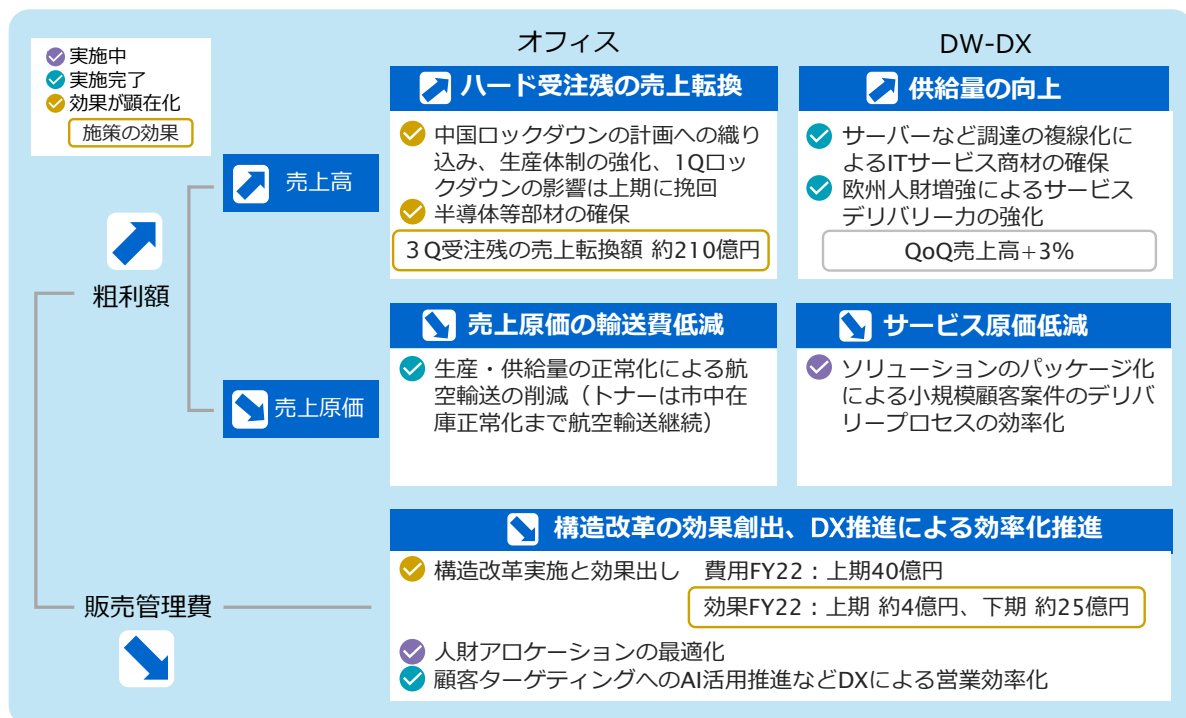 オフィス
DW-DX
実施中
実施完了
効果が顕在化
施策の効果
ハード受注残の売上転換
中国ロックダウンの計画への織り
込み、生産体制の強化、1Qロッ
クダウンの影響は上期に挽回
半導体等部材の確保
３Q受注残の売上転換額 約210億円
供給量の向上
サーバーなど調達の複線化に
よるITサービス商材の確保
欧州人財増強によるサービス
デリバリー力の強化
QoQ売上高+3%
売上高
粗利額
売上原価
売上原価の輸送費低減
生産・供給量の正常化による航
空輸送の削減（トナーは市中在
庫正常化まで航空輸送継続）
サービス原価低減
ソリューションのパッケージ化
による小規模顧客案件のデリバ
リープロセスの効率化
販売管理費
構造改革の効果創出、DX推進による効率化推進
構造改革実施と効果出し　費用FY22：上期40億円
効果FY22：上期 約4億円、下期 約25億円
人財アロケーションの最適化
顧客ターゲティングへのAI活用推進などDXによる営業効率化